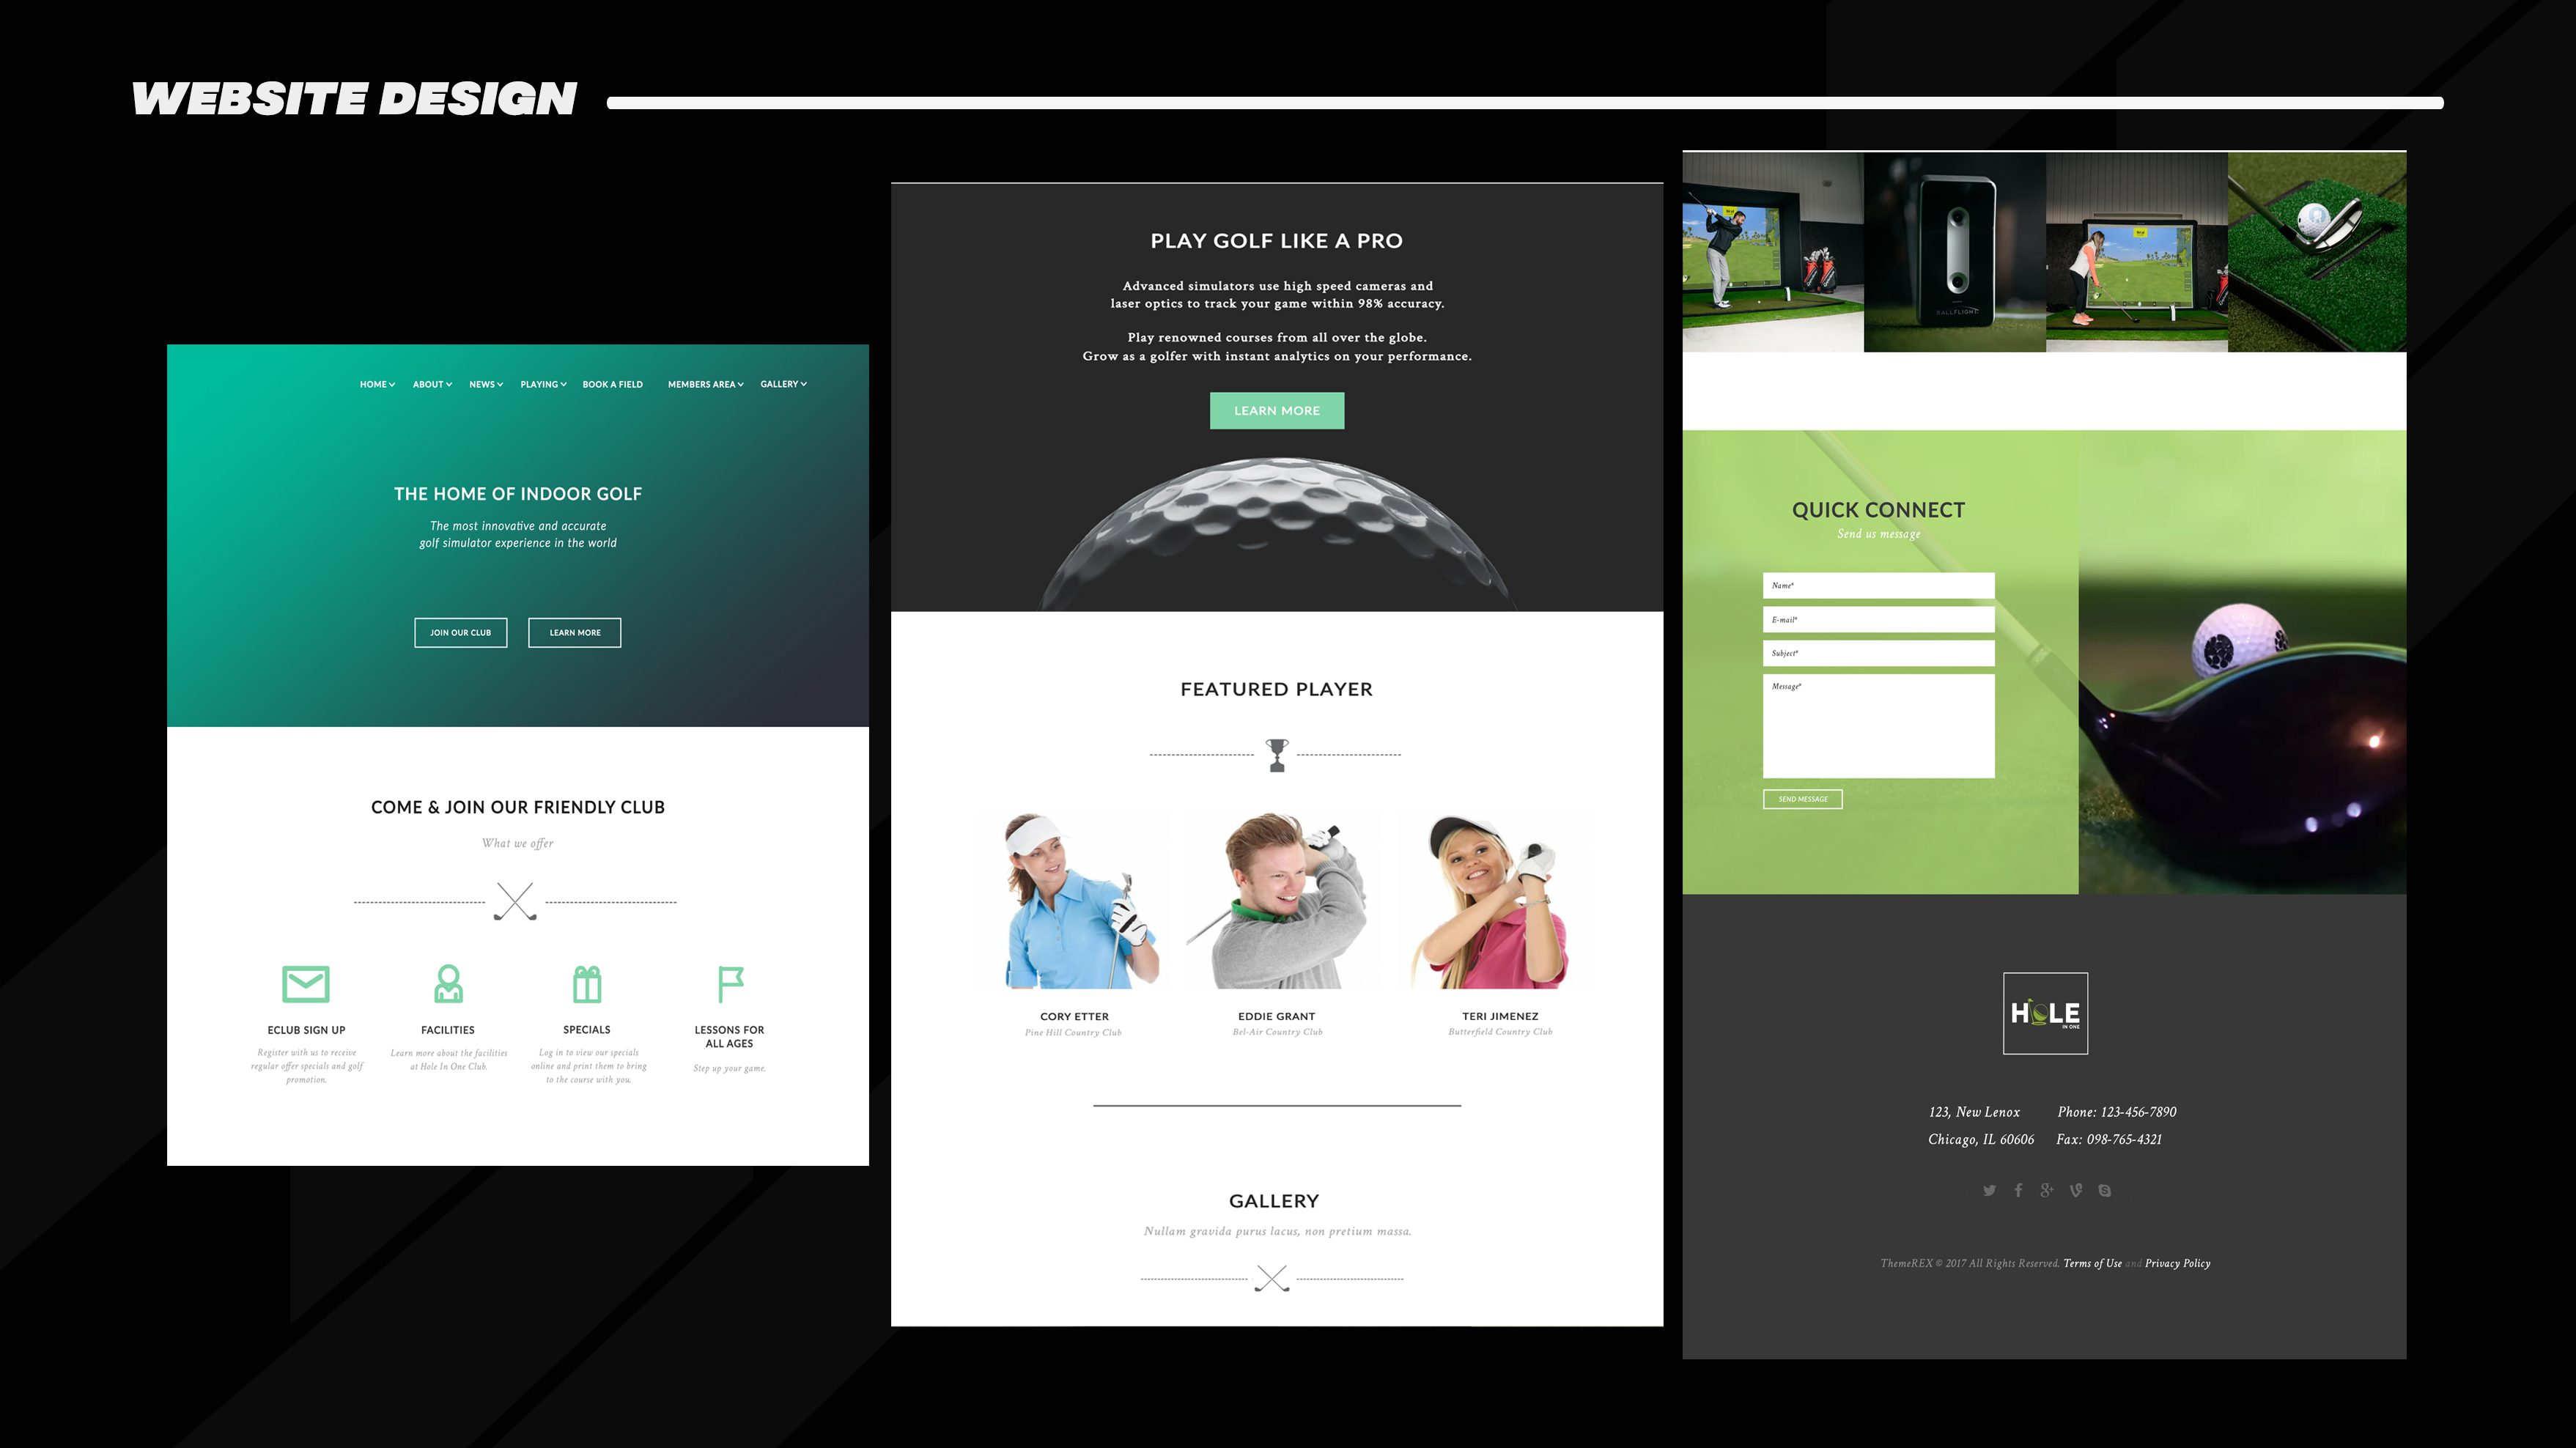 WEBSITE DESIGN
HOME ABOUT NEWS PLAYING BOOK A FIELD MEMBERS AREA GALLERY
THE HOME OF INDOOR GOLF
The most innovative and accurate
golf simulator experience in the world
JOIN OUR CLUB LEARN MORE
COME & JOIN OUR FRIENDLY CLUB
What we offer
ECLUB SIGN UP
Register with us to receive
regular offer specials and golf
promotion.
FACILITIES
Learn more about the facilities
at Hole In One Club.
SPECIALS
Log in to view our specials
online and print them to bring
to the course with you.
LESSONS FOR
ALL AGES
Step up your game.
PLAY GOLF LIKE A PRO
Advanced simulators use high speed cameras and
laser optics to track your game within 98% accuracy.
Play renowned courses from all over the globe.
Grow as a golfer with instant analytics on your performance.
LEARN MORE
FEATURED PLAYER
CORY ETTER
Pine Hill Country Club
EDDIE GRANT
Bel-Air Country Club
TERI JIMENEZ
Butterfield Country Club
GALLERY
Nullam gravida purus lacus, non pretium massa.
BALLFLIGHT
QUICK CONNECT
Send us message
Name*
E-mail*
Subject*
Message*
SEND MESSAGE
HOLE
IN ONE
123, New Lenox Phone: 123-456-7890
Chicago, IL 60606 Fax: 098-765-4321
ThemeREX © 2017 All Rights Reserved. Terms of Use and Privacy Policy